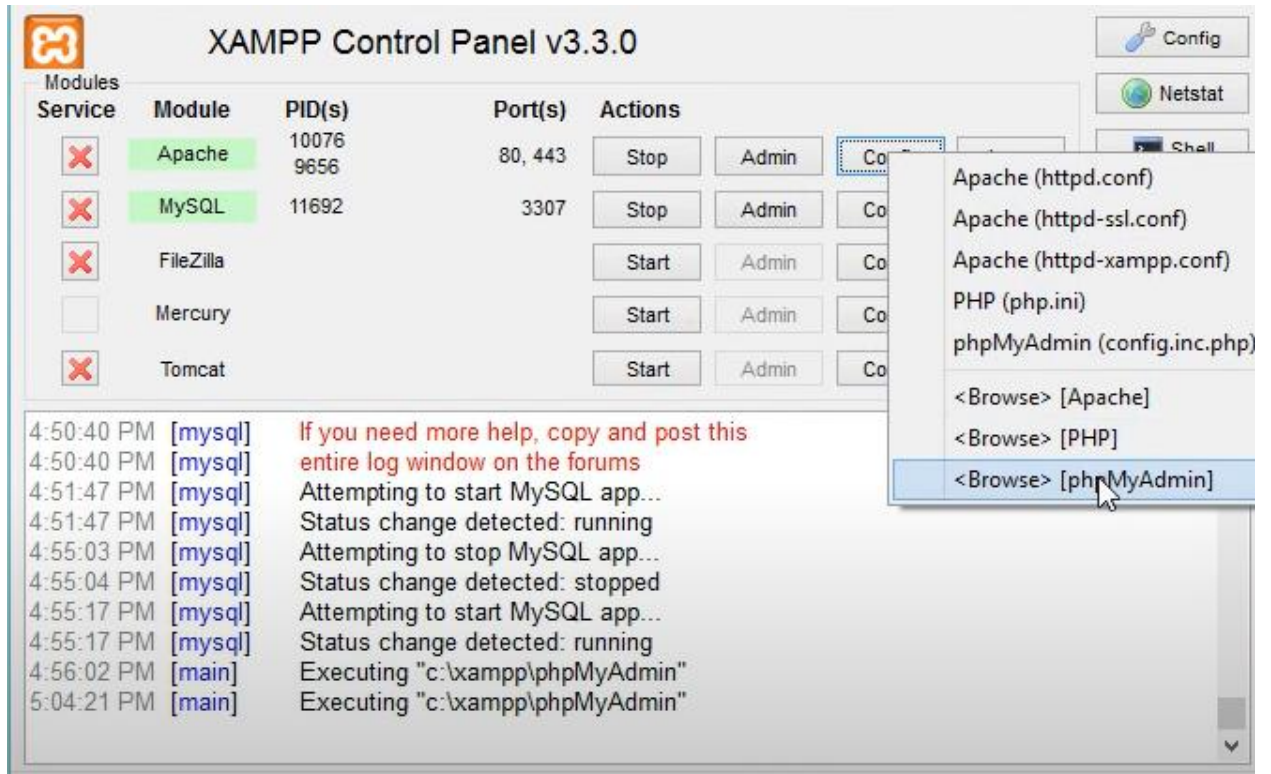 XAMPP Control Panel v3.3.0
Config
Modules
Service Module PID(s) Port(s) Actions
Netstat
Shell
Apache 10076 9656 80, 443 Stop Admin
MySQL 11692 3307 Stop Admin
FileZilla Start Admin
Mercury Start Admin
Tomcat Start Admin
Apache (httpd.conf)
Apache (httpd-ssl.conf)
Apache (httpd-xampp.conf)
PHP (php.ini)
phpMyAdmin (config.inc.php)
<Browse> [Apache]
<Browse> [PHP]
<Browse> [phpMyAdmin]
4:50:40 PM [mysql] If you need more help, copy and post this
4:50:40 PM [mysql] entire log window on the forums
4:51:47 PM [mysql] Attempting to start MySQL app...
4:51:47 PM [mysql] Status change detected: running
4:55:03 PM [mysql] Attempting to stop MySQL app...
4:55:04 PM [mysql] Status change detected: stopped
4:55:17 PM [mysql] Attempting to start MySQL app...
4:55:17 PM [mysql] Status change detected: running
4:56:02 PM [main] Executing "c:\xampp\phpMyAdmin"
5:04:21 PM [main] Executing "c:\xampp\phpMyAdmin"